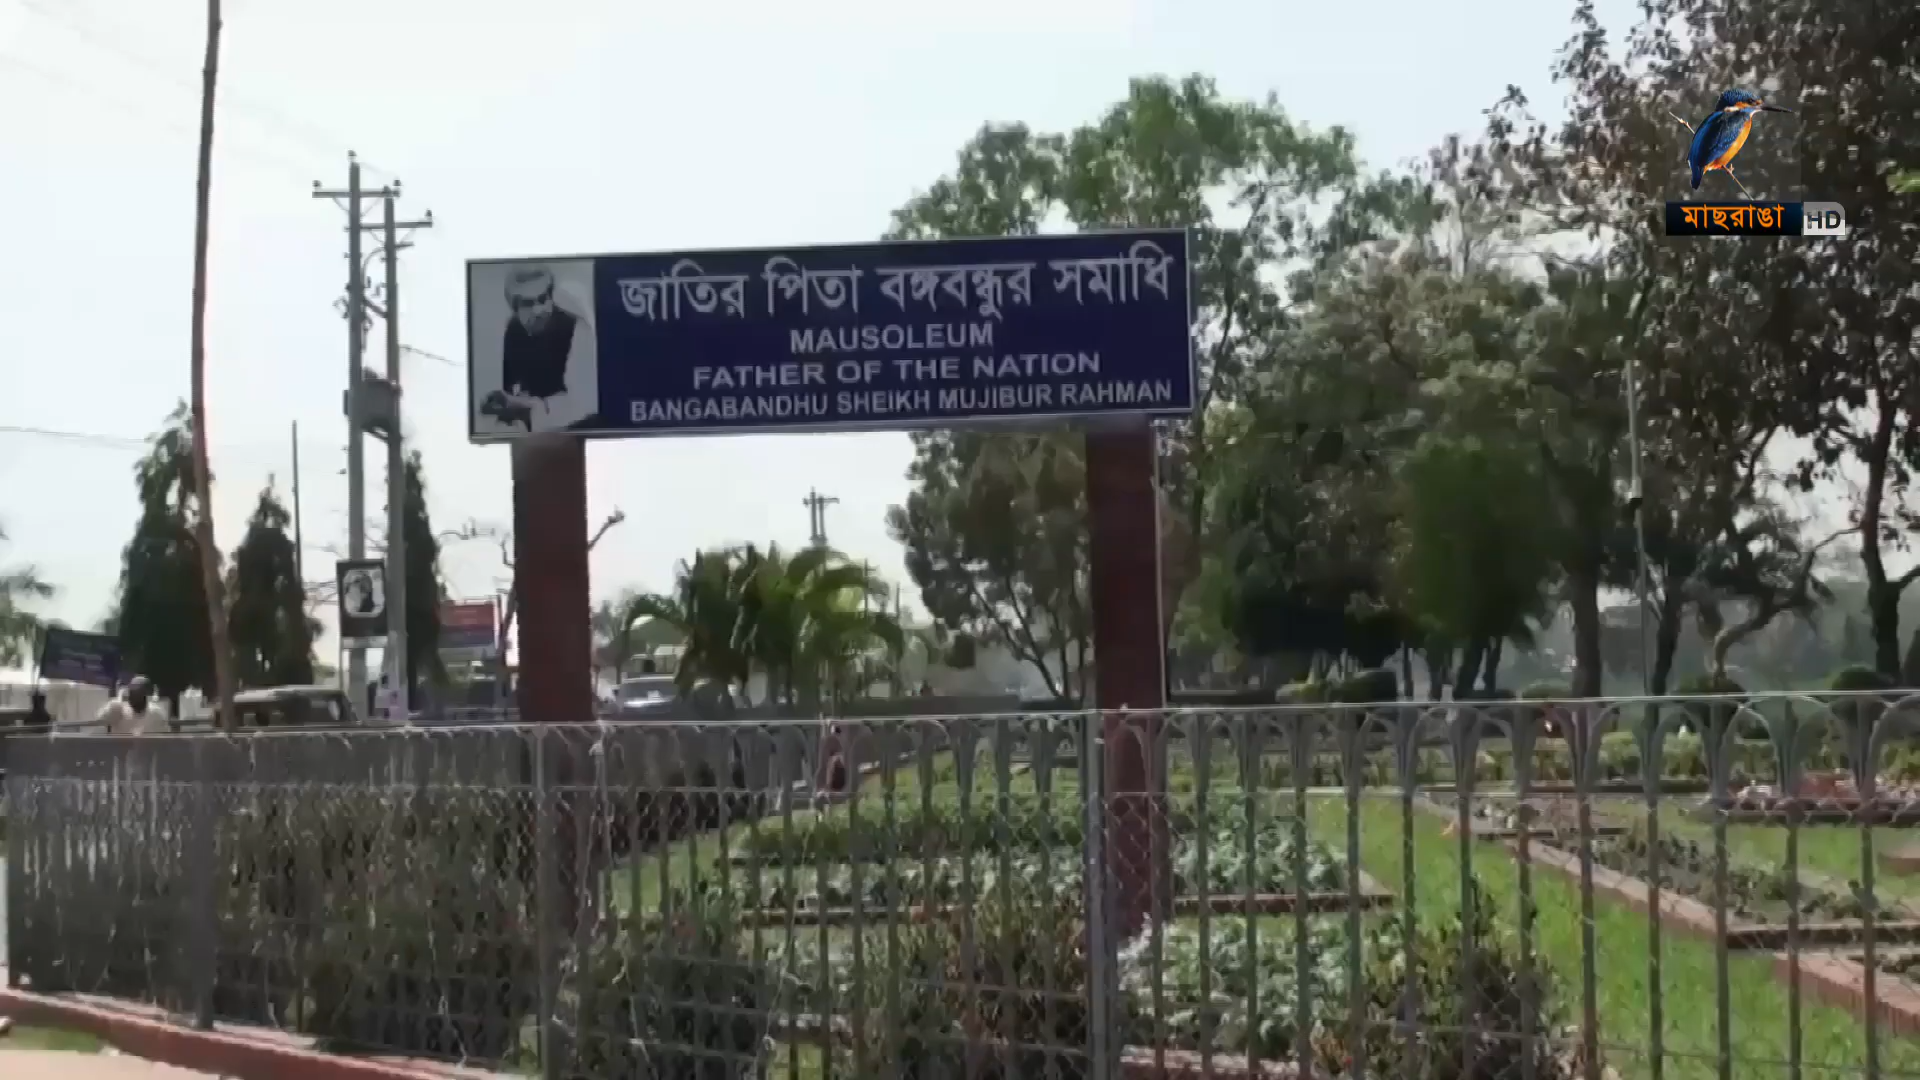 মাছরাঙা HD
জাতির পিতা বঙ্গবন্ধুর সমাধি
MAUSOLEUM
FATHER OF THE NATION
BANGABANDHU SHEIKH MUJIBUR RAHMAN